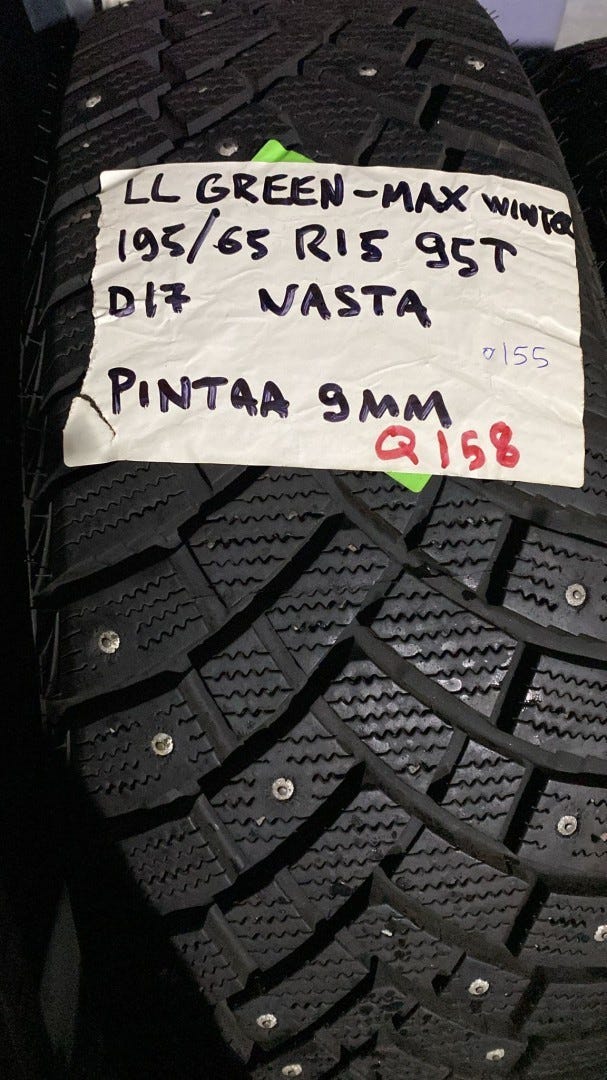 LL GREEN-MAX WINTER
195/65 R15 95T
D17 NASTA
0155
PINTAA 9MM
Q158